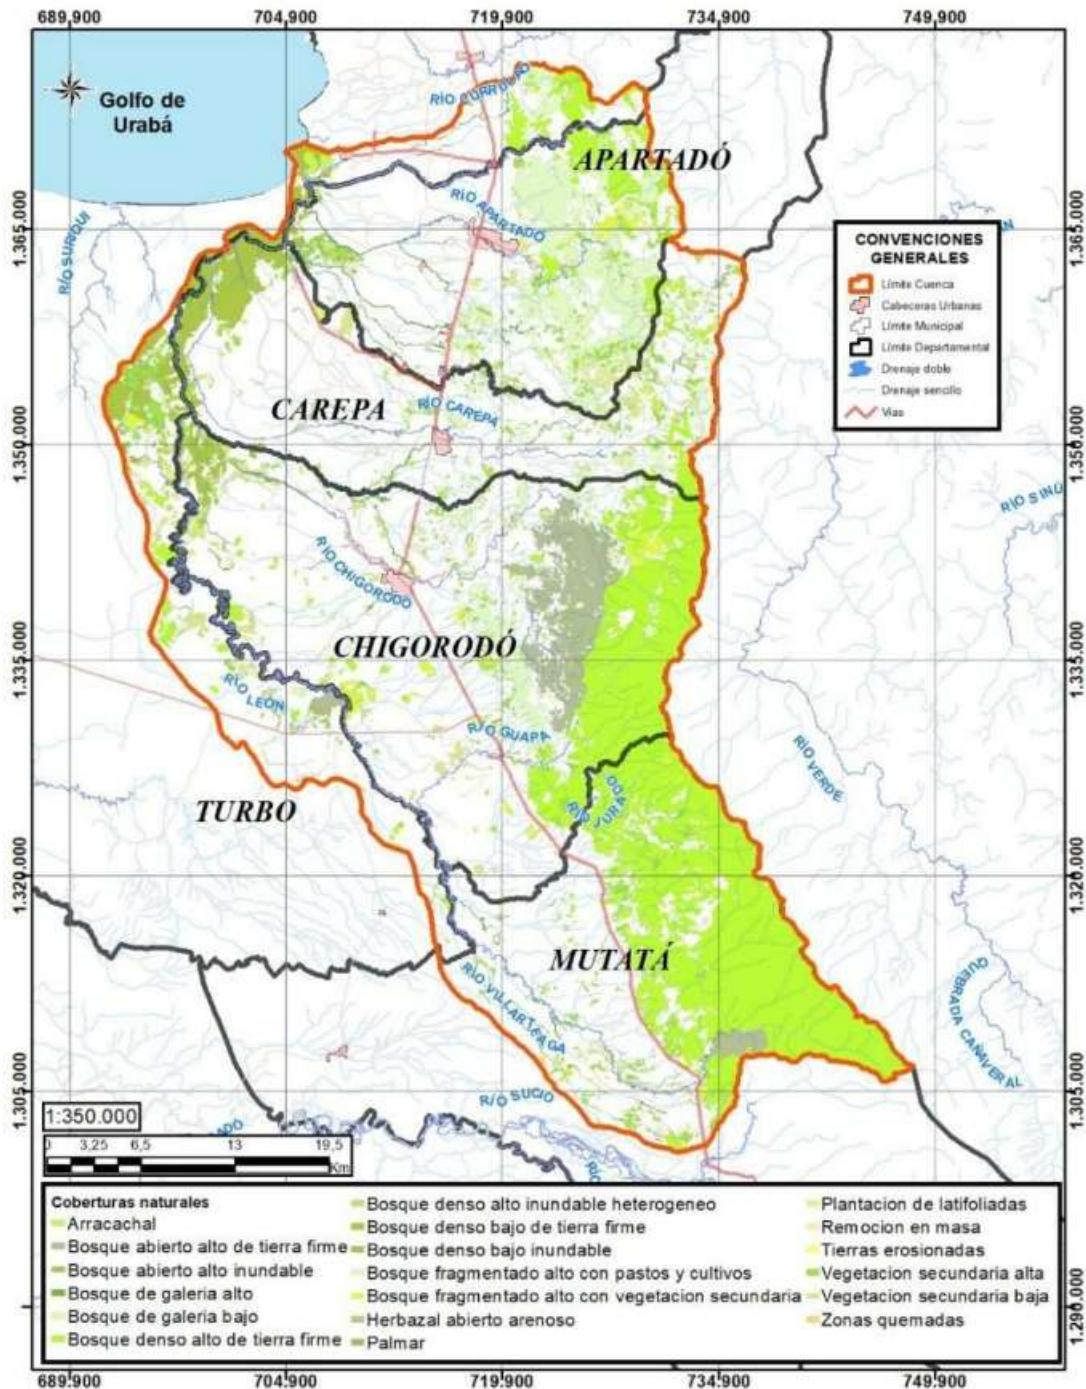 689,900 704,900 719,900 734,900 749,900
Golfo de
Urabá
RÍO CURRULAO
APARTADÓ
RÍO APARTADÓ
RÍO SURIQUI
1.365.000
1.365.000
CONVENCIONES
GENERALES
Límite Cuenca
Cabeceras Urbanas
Límite Municipal
Límite Departamental
Drenaje doble
Drenaje sencillo
Vías
CAREPA
RÍO CAREPA
1.350.000
1.350.000
RÍO SINÚ
RÍO CHIGORODÓ
CHIGORODÓ
1.335.000
1.335.000
RÍO LEÓN
RÍO GUAPA
RÍO VERDE
TURBO
RÍO JURADO
1.320.000
1.320.000
MUTATÁ
RÍO VILLARTEAGA
QUEBRADA CAÑAVERAL
1.305.000
1.305.000
RÍO SUCIO
RÍO
1:350.000
0 3,25 6,5 13 19,5
Km
Coberturas naturales
Arracachal
Bosque abierto alto de tierra firme
Bosque abierto alto inundable
Bosque de galeria alto
Bosque de galeria bajo
Bosque denso alto de tierra firme
Bosque denso alto inundable heterogeneo
Bosque denso bajo de tierra firme
Bosque denso bajo inundable
Bosque fragmentado alto con pastos y cultivos
Bosque fragmentado alto con vegetacion secundaria
Herbazal abierto arenoso
Palmar
Plantacion de latifoliadas
Remocion en masa
Tierras erosionadas
Vegetacion secundaria alta
Vegetacion secundaria baja
Zonas quemadas
1.290.000
689,900 704,900 719,900 734,900 749,900